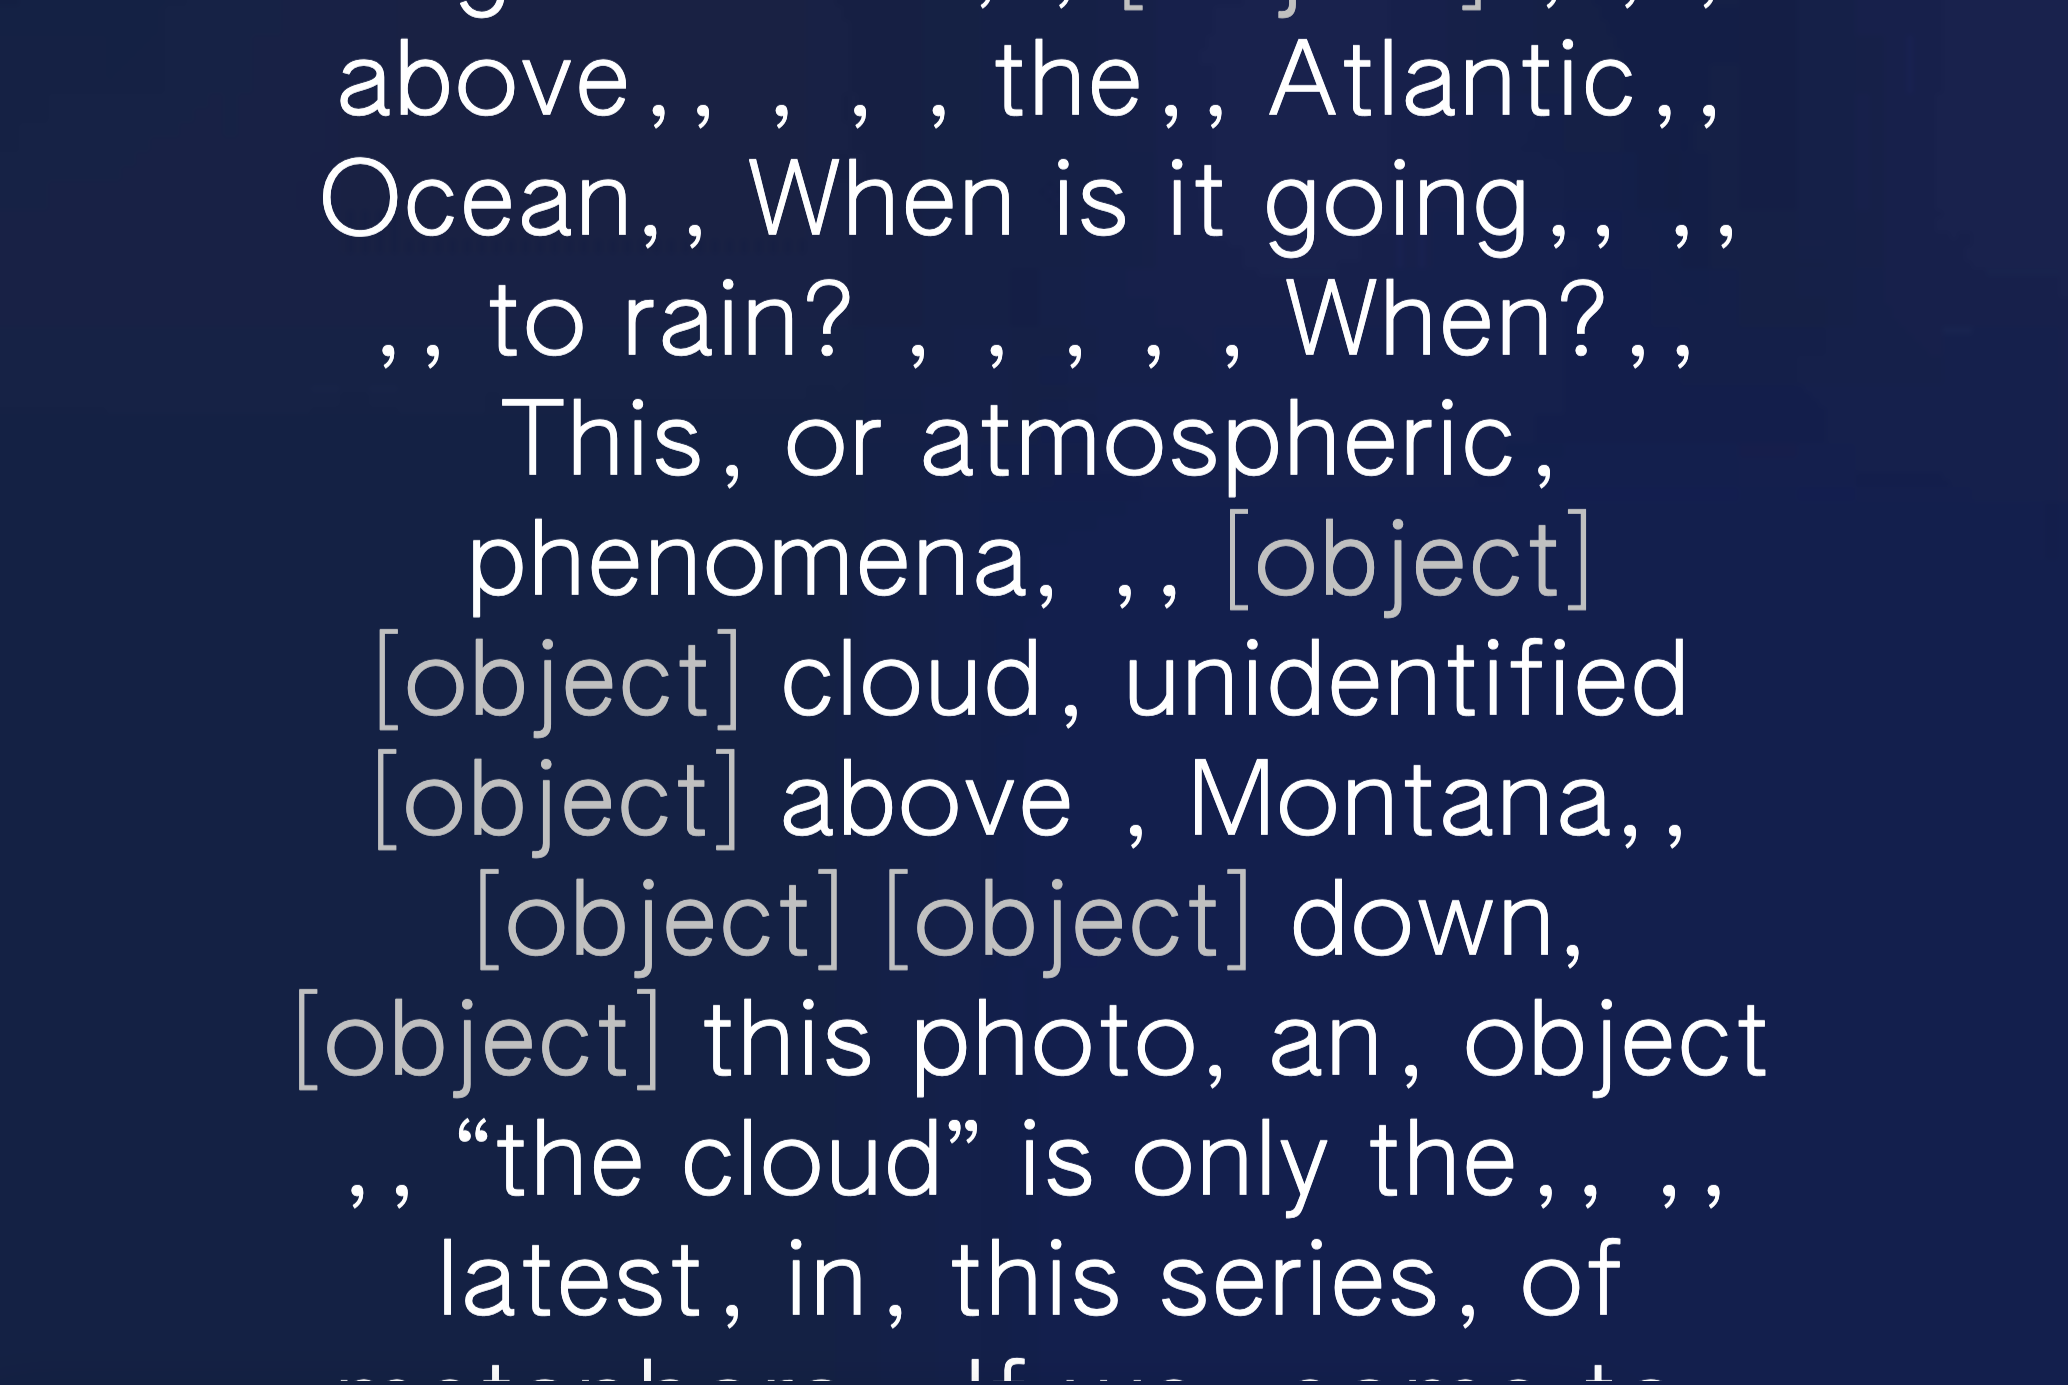 above,, , , , the,, Atlantic,,
Ocean,, When is it going,, ,,
,, to rain? , , , , , When?,,
This, or atmospheric,
phenomena, ,, [object]
[object] cloud, unidentified
[object] above , Montana,,
[object] [object] down,
[object] this photo, an, object
,, “the cloud” is only the,, ,,
latest, in, this series, of